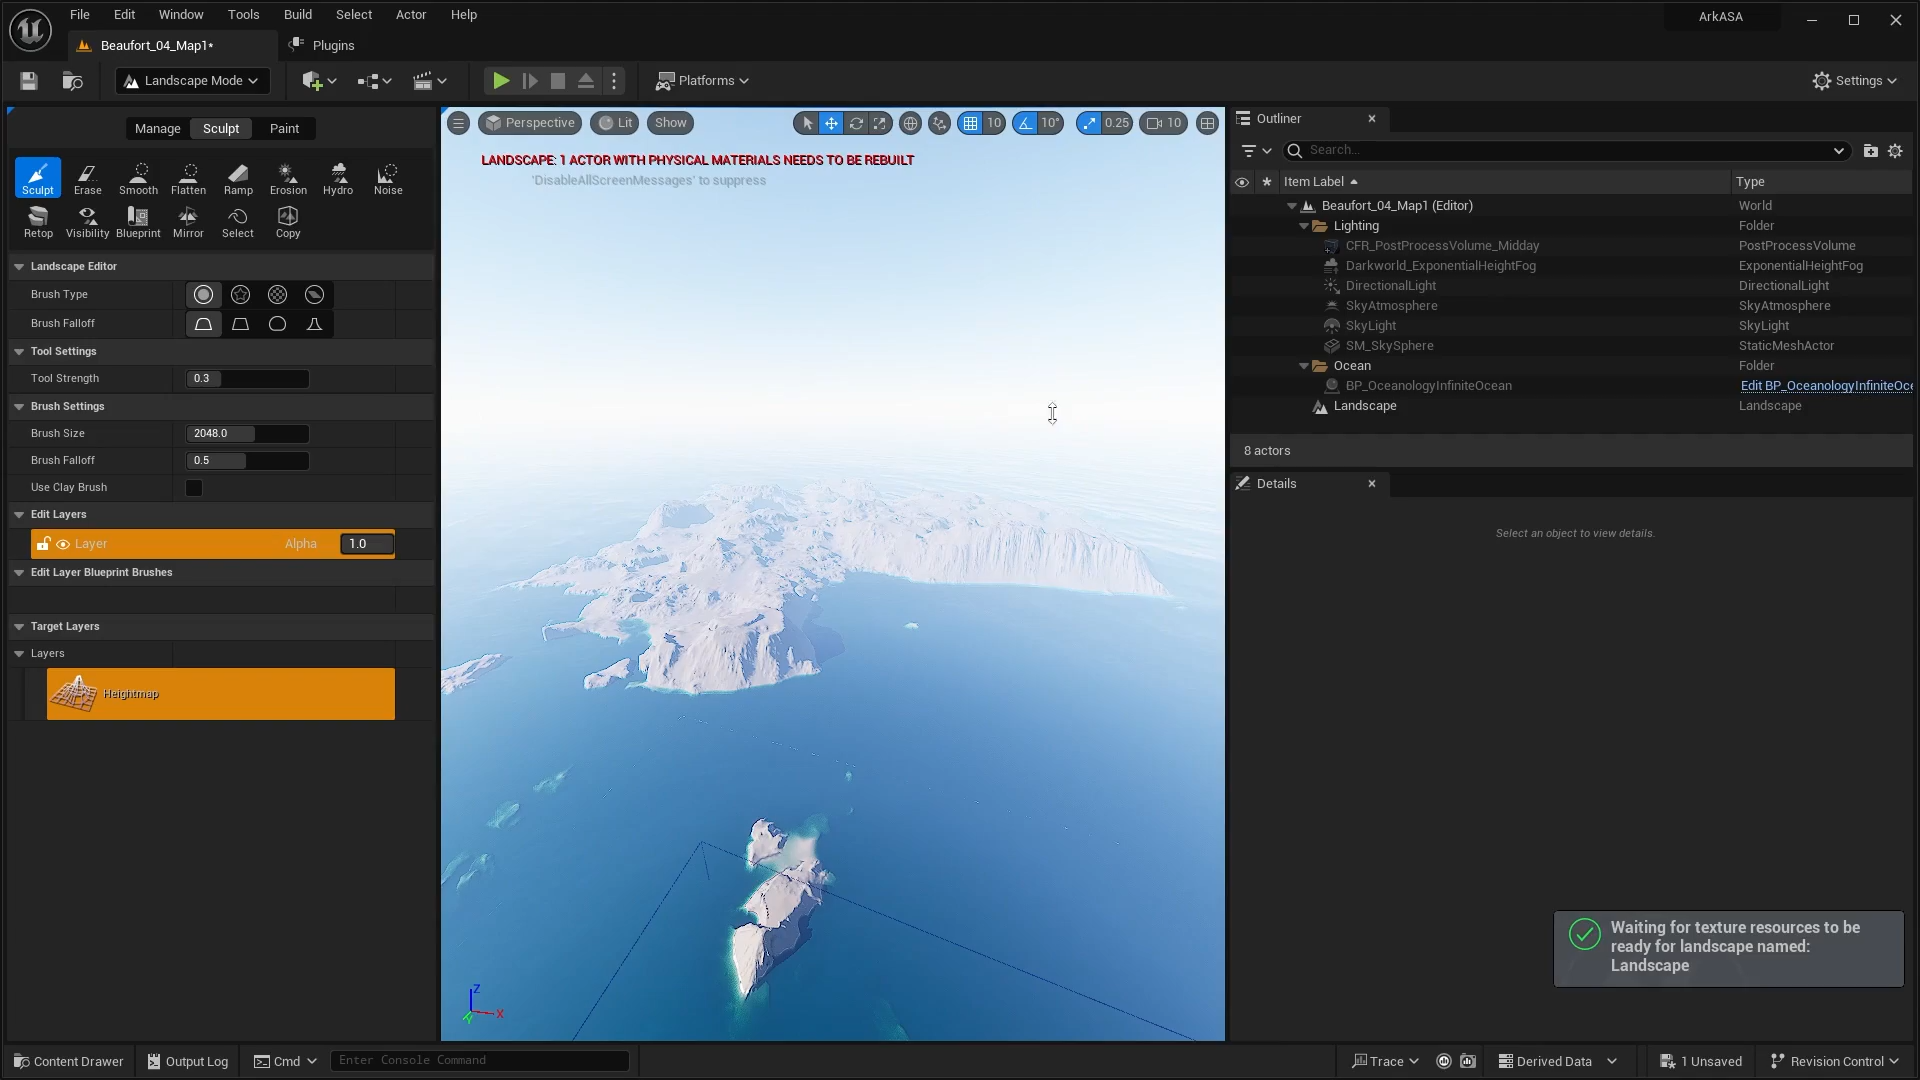 File Edit Window Tools Build Select Actor Help
ArkASA
Beaufort_04_Map1*
Plugins
Landscape Mode
Platforms
Settings
Manage Sculpt Paint
Sculpt Erase Smooth Flatten Ramp Erosion Hydro Noise
Retop Visibility Blueprint Mirror Select Copy
Landscape Editor
Brush Type
Brush Falloff
Tool Settings
Tool Strength 0.3
Brush Settings
Brush Size 2048.0
Brush Falloff 0.5
Use Clay Brush
Edit Layers
Layer Alpha 1.0
Edit Layer Blueprint Brushes
Target Layers
Layers
Heightmap
Perspective Lit Show 10 10° 0.25 10
LANDSCAPE: 1 ACTOR WITH PHYSICAL MATERIALS NEEDS TO BE REBUILT
'DisableAllScreenMessages' to suppress
Z
X
Y
Outliner
Search...
Item Label Type
Beaufort_04_Map1 (Editor) World
Lighting Folder
CFR_PostProcessVolume_Midday PostProcessVolume
Darkworld_ExponentialHeightFog ExponentialHeightFog
DirectionalLight DirectionalLight
SkyAtmosphere SkyAtmosphere
SkyLight SkyLight
SM_SkySphere StaticMeshActor
Ocean Folder
BP_OceanologyInfiniteOcean Edit BP_OceanologyInfiniteOce
Landscape Landscape
8 actors
Details
Select an object to view details.
Waiting for texture resources to be
ready for landscape named:
Landscape
Content Drawer Output Log Cmd Enter Console Command Trace Derived Data 1 Unsaved Revision Control